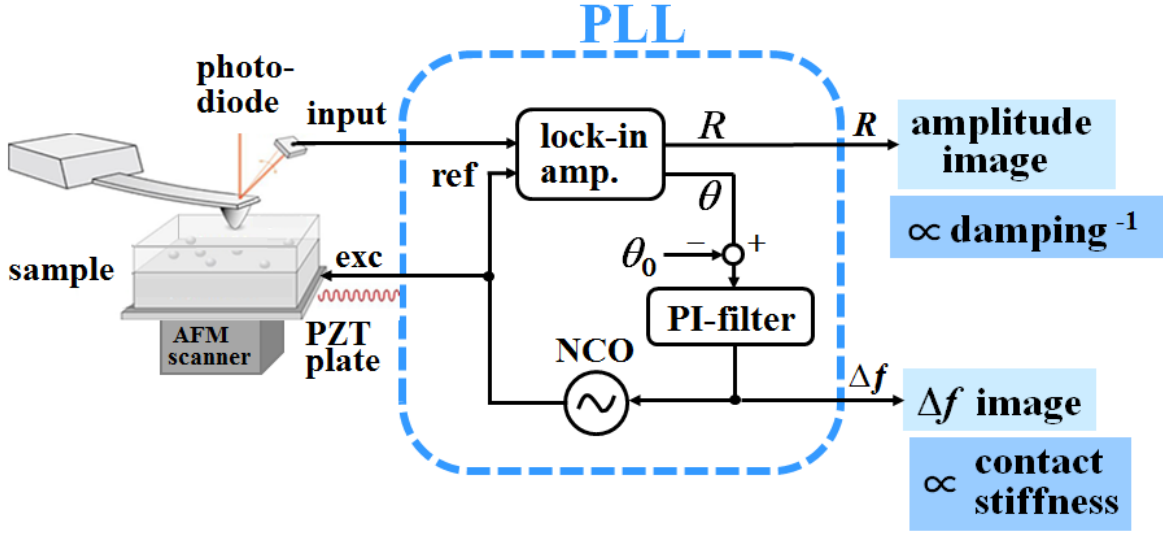 PLL
photo-
diode
input
ref
lock-in
amp.
R
θ
R
amplitude
image
∝ damping -1
sample
exc
θ0
−
+
PI-filter
AFM
scanner
PZT
plate
NCO
Δf
Δf image
∝ contact
stiffness